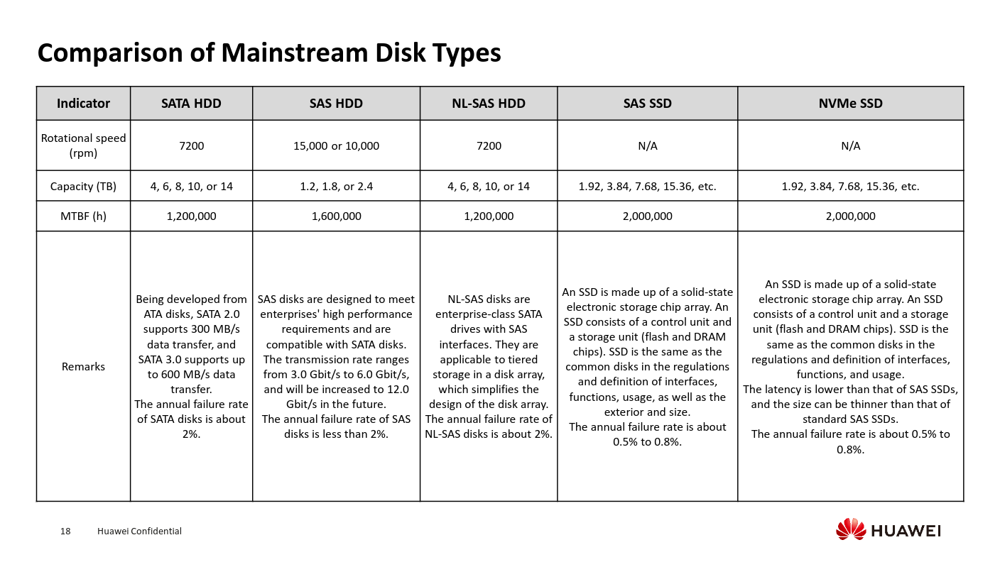 Comparison of Mainstream Disk Types
Indicator
SATA HDD
SAS HDD
NL-SAS HDD
SAS SSD
NVMe SSD
Rotational speed
(rpm)
7200
15,000 or 10,000
7200
N/A
N/A
Capacity (TB)
4, 6, 8, 10, or 14
1.2, 1.8, or 2.4
4, 6, 8, 10, or 14
1.92, 3.84, 7.68, 15.36, etc.
1.92, 3.84, 7.68, 15.36, etc.
MTBF (h)
1,200,000
1,600,000
1,200,000
2,000,000
2,000,000
Remarks
Being developed from
ATA disks, SATA 2.0
supports 300 MB/s
data transfer, and
SATA 3.0 supports up
to 600 MB/s data
transfer.
The annual failure rate
of SATA disks is about
2%.
SAS disks are designed to meet
enterprises' high performance
requirements and are
compatible with SATA disks.
The transmission rate ranges
from 3.0 Gbit/s to 6.0 Gbit/s,
and will be increased to 12.0
Gbit/s in the future.
The annual failure rate of SAS
disks is less than 2%.
NL-SAS disks are
enterprise-class SATA
drives with SAS
interfaces. They are
applicable to tiered
storage in a disk array,
which simplifies the
design of the disk array.
The annual failure rate of
NL-SAS disks is about 2%.
An SSD is made up of a solid-state
electronic storage chip array. An
SSD consists of a control unit and
a storage unit (flash and DRAM
chips). SSD is the same as the
common disks in the regulations
and definition of interfaces,
functions, usage, as well as the
exterior and size.
The annual failure rate is about
0.5% to 0.8%.
An SSD is made up of a solid-state
electronic storage chip array. An SSD
consists of a control unit and a storage
unit (flash and DRAM chips). SSD is the
same as the common disks in the
regulations and definition of interfaces,
functions, and usage.
The latency is lower than that of SAS SSDs,
and the size can be thinner than that of
standard SAS SSDs.
The annual failure rate is about 0.5% to
0.8%.
18
Huawei Confidential
HUAWEI